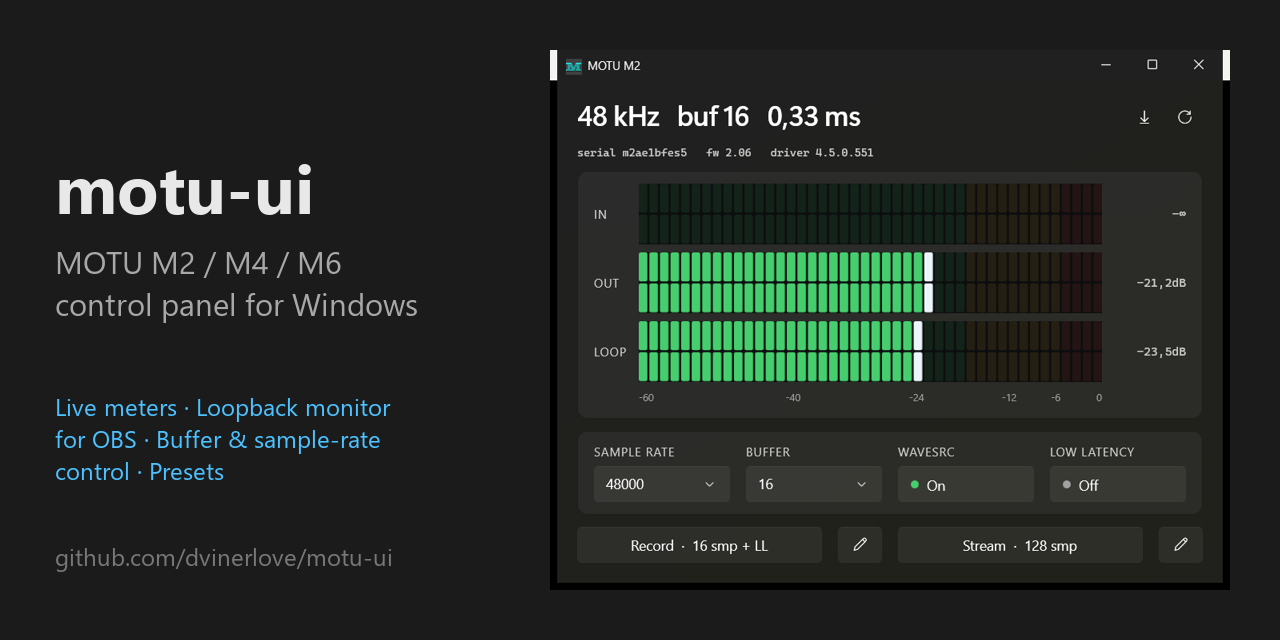 motu-ui
MOTU M2 / M4 / M6
control panel for Windows
Live meters · Loopback monitor
for OBS · Buffer & sample-rate
control · Presets
github.com/dvinerlove/motu-ui
MOTU M2
48 kHz buf 16 0,33 ms
serial m2ae1bfes5 fw 2.06 driver 4.5.0.551
IN -∞
OUT -21,2dB
LOOP -23,5dB
-60 -40 -24 -12 -6 0
SAMPLE RATE BUFFER WAVESRC LOW LATENCY
48000 16 On Off
Record · 16 smp + LL Stream · 128 smp